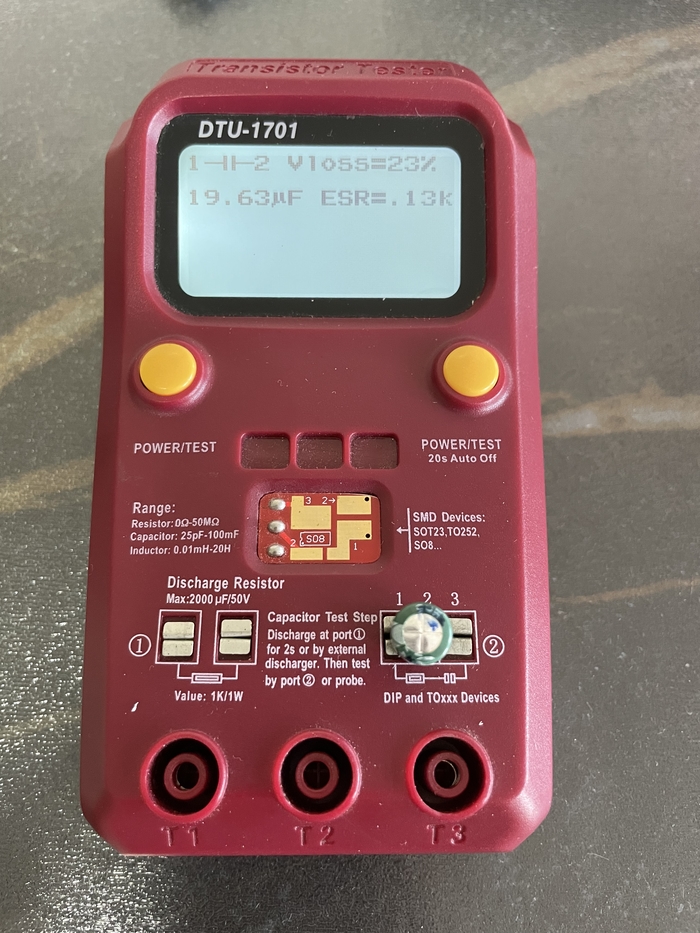 Transistor Tester
DTU-1701
1⊣⊢2 Vloss=23%
19.63µF ESR=.13k
POWER/TEST
POWER/TEST
20s Auto Off
Range:
Resistor:0Ω-50MΩ
Capacitor: 25pF-100mF
Inductor: 0.01mH-20H
3 2→
SO8
2
1
SMD Devices:
SOT23,TO252,
SO8...
Discharge Resistor
Max:2000µF/50V
①
Value: 1K/1W
Capacitor Test Step
Discharge at port①
for 2s or by external
discharger. Then test
by port② or probe.
1 2 3
②
DIP and TOxxx Devices
T1 T2 T3